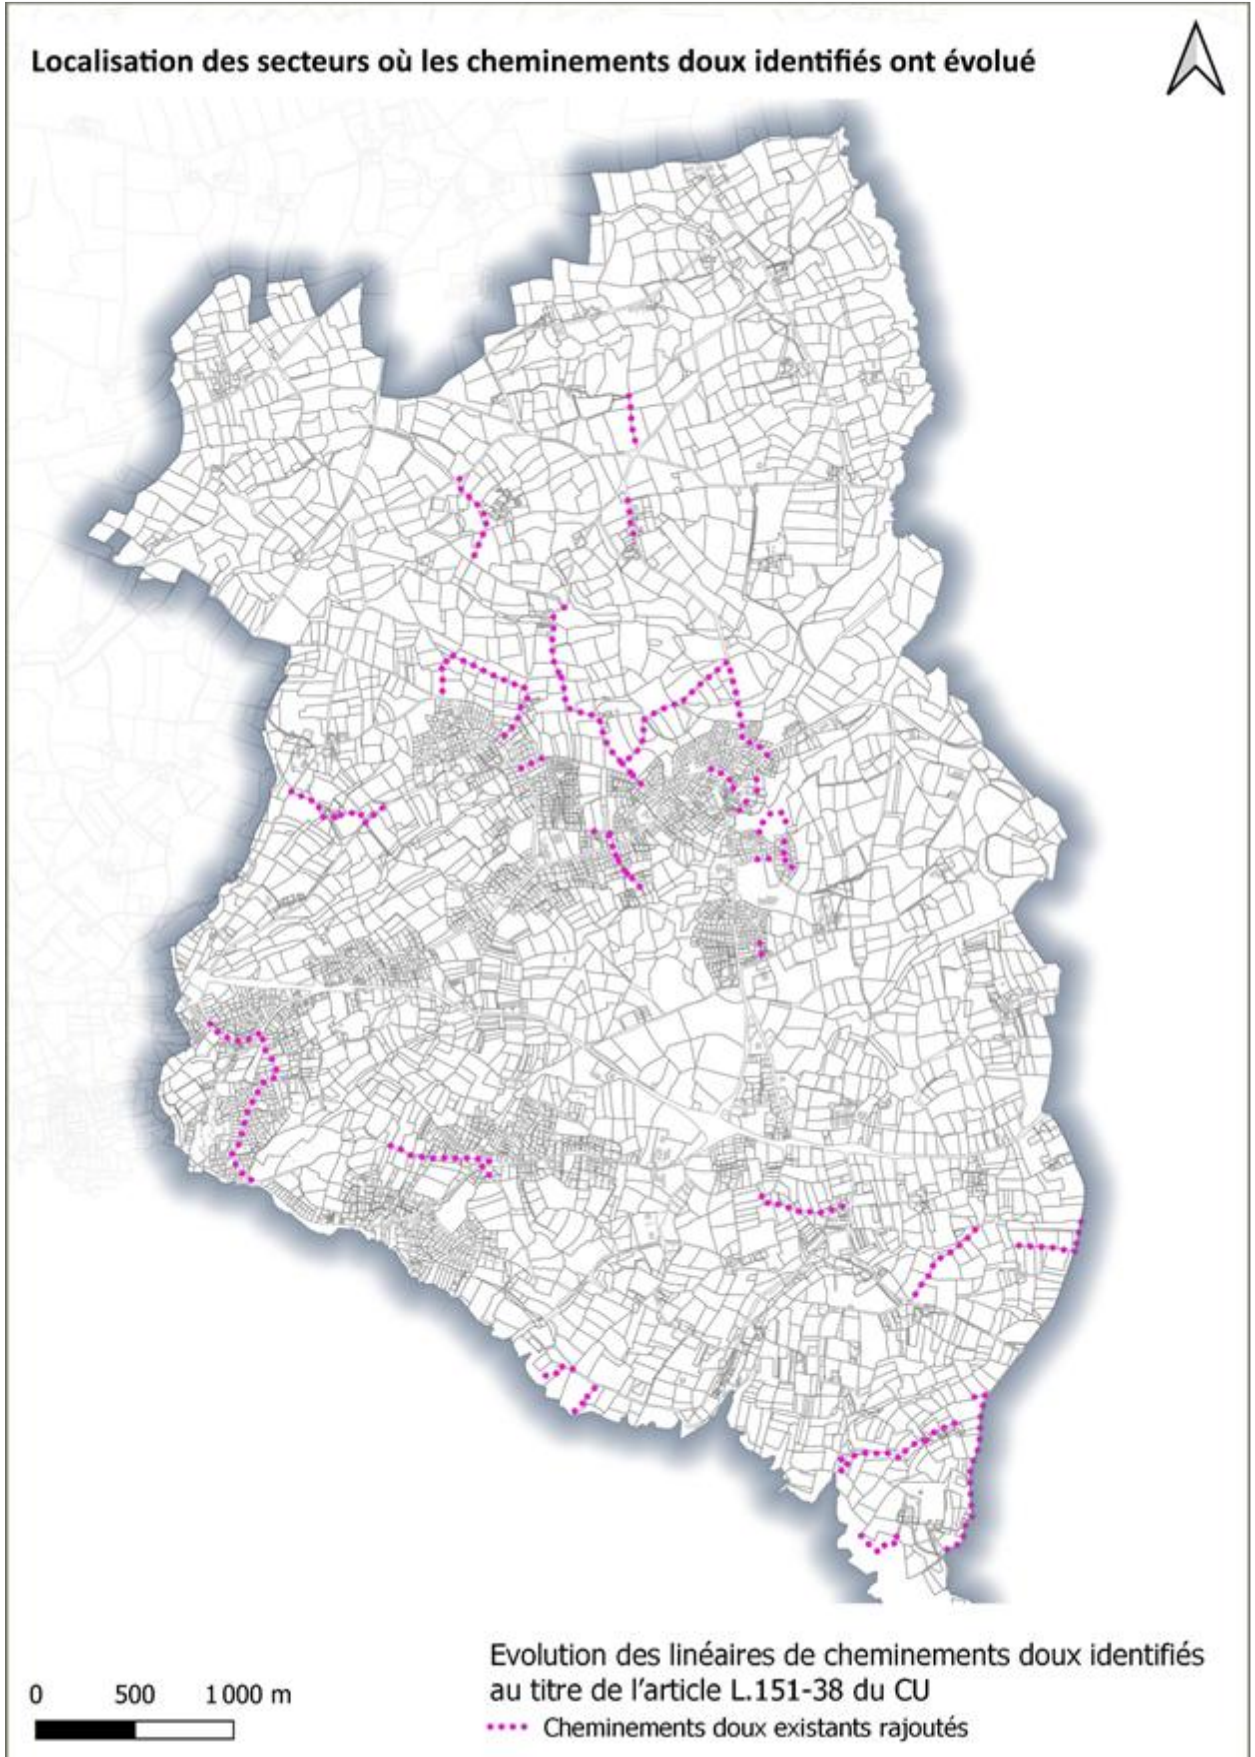 Localisation des secteurs où les cheminements doux identifiés ont évolué
Evolution des linéaires de cheminements doux identifiés
au titre de l'article L.151-38 du CU
Cheminements doux existants rajoutés
0 500 1 000 m